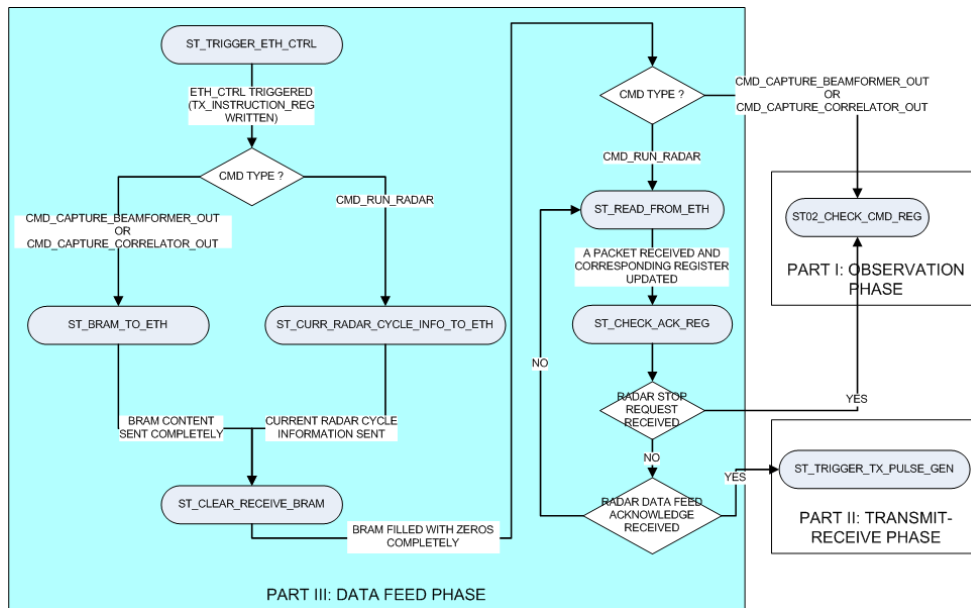 ST_TRIGGER_ETH_CTRL
ETH_CTRL TRIGGERED
(TX_INSTRUCTION_REG
WRITTEN)
CMD TYPE ?
CMD_CAPTURE_BEAMFORMER_OUT
OR
CMD_CAPTURE_CORRELATOR_OUT
CMD_RUN_RADAR
ST_BRAM_TO_ETH
ST_CURR_RADAR_CYCLE_INFO_TO_ETH
BRAM CONTENT
SENT COMPLETELY
CURRENT RADAR CYCLE
INFORMATION SENT
ST_CLEAR_RECEIVE_BRAM
BRAM FILLED WITH ZEROS
COMPLETELY
CMD TYPE ?
CMD_CAPTURE_BEAMFORMER_OUT
OR
CMD_CAPTURE_CORRELATOR_OUT
CMD_RUN_RADAR
ST_READ_FROM_ETH
A PACKET RECEIVED AND
CORRESPONDING REGISTER
UPDATED
ST_CHECK_ACK_REG
NO
RADAR STOP
REQUEST
RECEIVED
YES
NO
RADAR DATA FEED
ACKNOWLEDGE
RECEIVED
YES
ST02_CHECK_CMD_REG
PART I: OBSERVATION
PHASE
ST_TRIGGER_TX_PULSE_GEN
PART II: TRANSMIT-
RECEIVE PHASE
PART III: DATA FEED PHASE